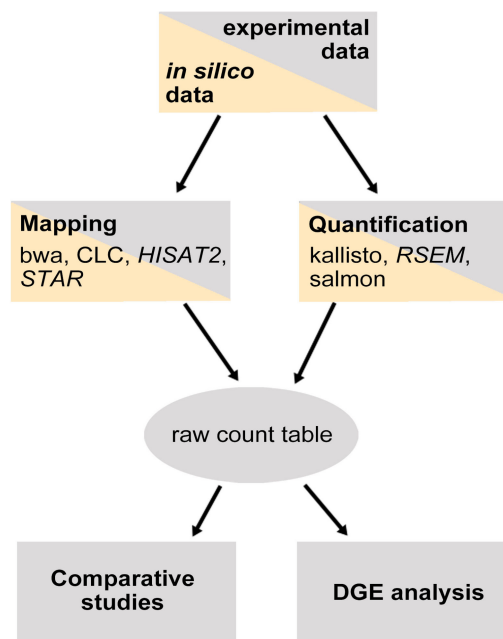 experimental
data
in silico
data
Mapping
bwa, CLC, HISAT2,
STAR
Quantification
kallisto, RSEM,
salmon
raw count table
Comparative
studies
DGE analysis